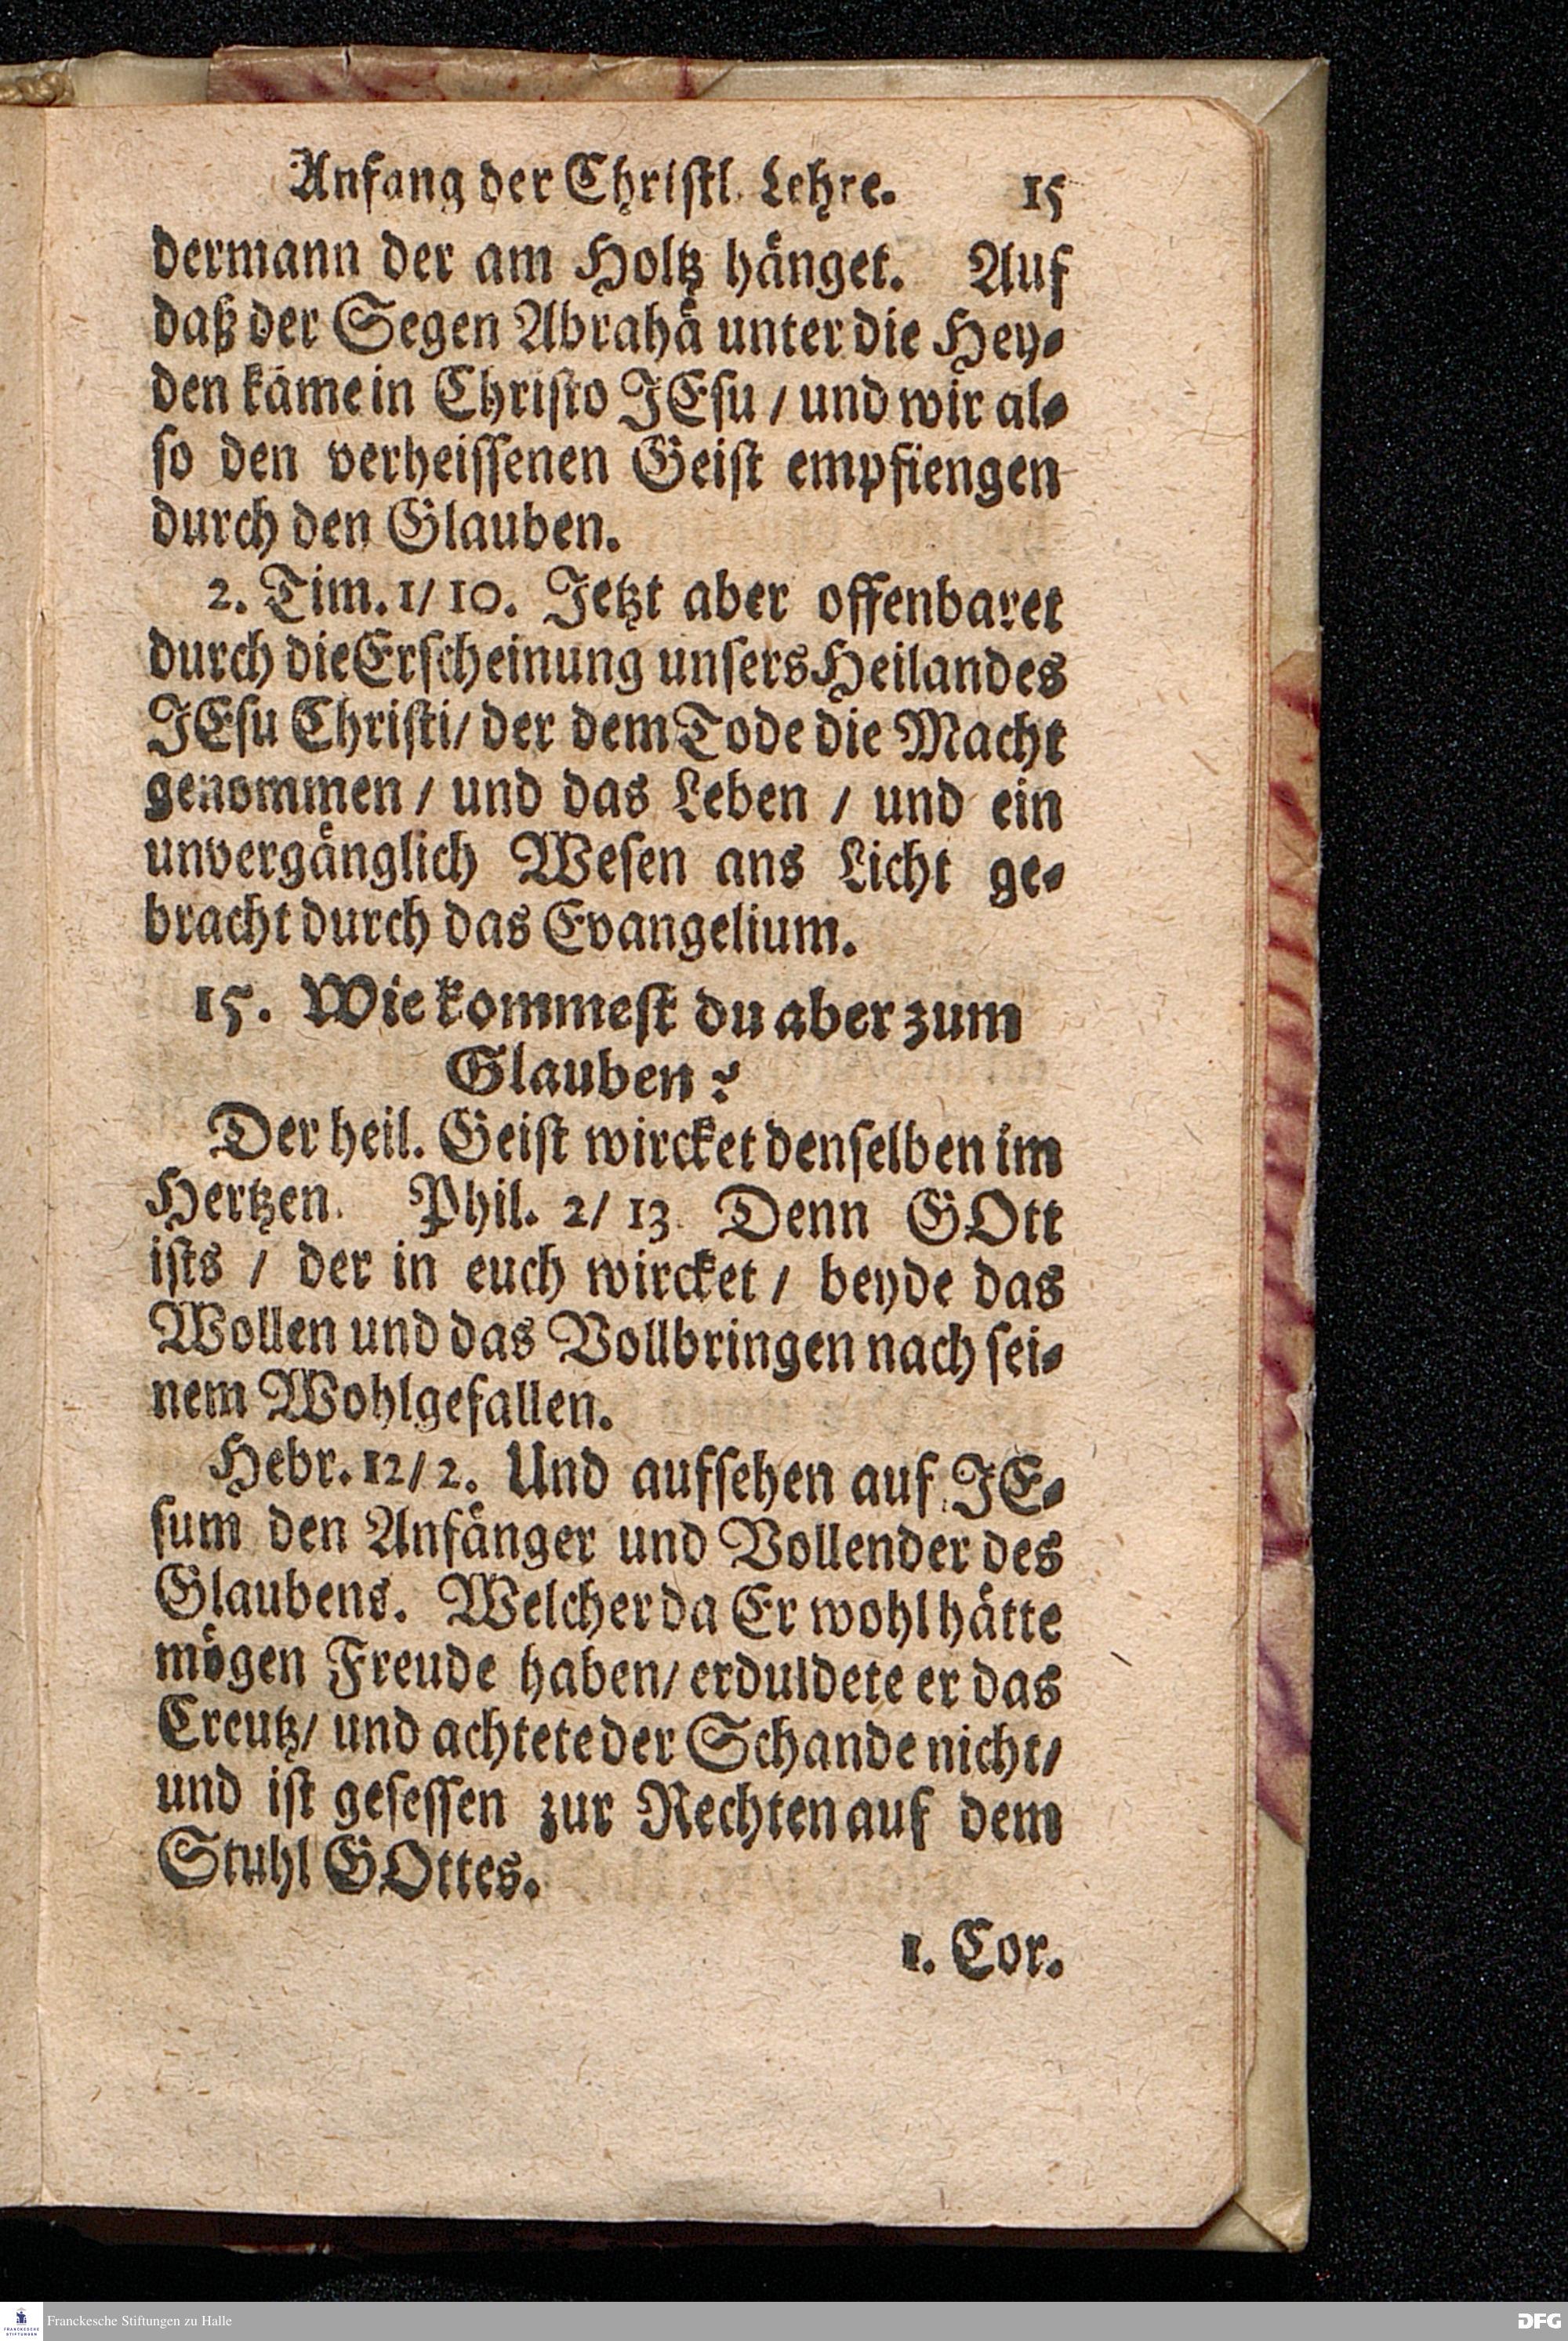 Anfang der Christl. Lehre. 15
dermann der am Holtz hänget. Auf
daß der Segen Abrahä unter die Hey-
den käme in Christo JEsu / und wir al-
so den verheissenen Geist empfiengen
durch den Glauben.
2. Tim. 1/ 10. Jetzt aber offenbaret
durch die Erscheinung unsers Heilandes
JEsu Christi/ der dem Tode die Macht
genommen / und das Leben / und ein
unvergänglich Wesen ans Licht ge-
bracht durch das Evangelium.
15. Wie kommest du aber zum
Glauben?
Der heil. Geist wircket denselben im
Hertzen. Phil. 2/ 13. Denn GOtt
ists / der in euch wircket / beyde das
Wollen und das Vollbringen nach sei-
nem Wohlgefallen.
Hebr. 12/ 2. Und aufsehen auf JE-
sum den Anfänger und Vollender des
Glaubens. Welcher da Er wohl hätte
mögen Freude haben/ erduldete er das
Creutz/ und achtete der Schande nicht/
und ist gesessen zur Rechten auf dem
Stuhl GOttes.
1. Cor.
Franckesche Stiftungen zu Halle
DFG